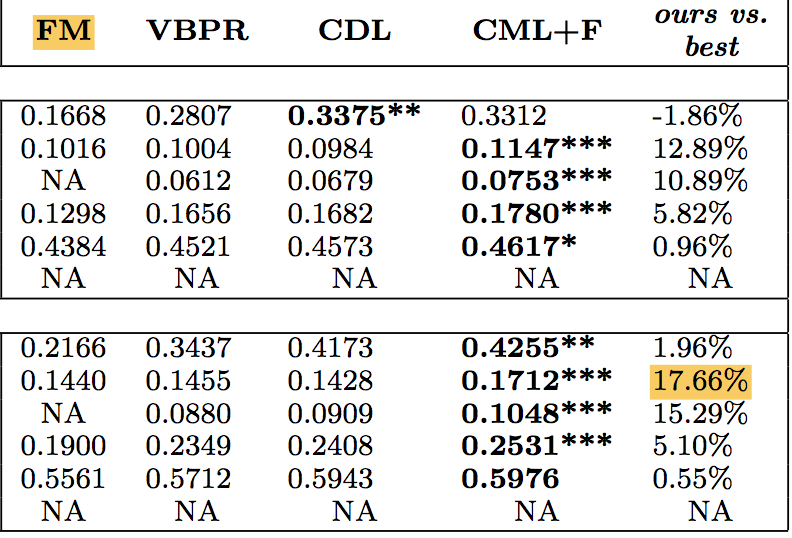 FM VBPR CDL CML+F ours vs. best
0.1668 0.2807 0.3375** 0.3312 -1.86%
0.1016 0.1004 0.0984 0.1147*** 12.89%
NA 0.0612 0.0679 0.0753*** 10.89%
0.1298 0.1656 0.1682 0.1780*** 5.82%
0.4384 0.4521 0.4573 0.4617* 0.96%
NA NA NA NA NA
0.2166 0.3437 0.4173 0.4255** 1.96%
0.1440 0.1455 0.1428 0.1712*** 17.66%
NA 0.0880 0.0909 0.1048*** 15.29%
0.1900 0.2349 0.2408 0.2531*** 5.10%
0.5561 0.5712 0.5943 0.5976 0.55%
NA NA NA NA NA